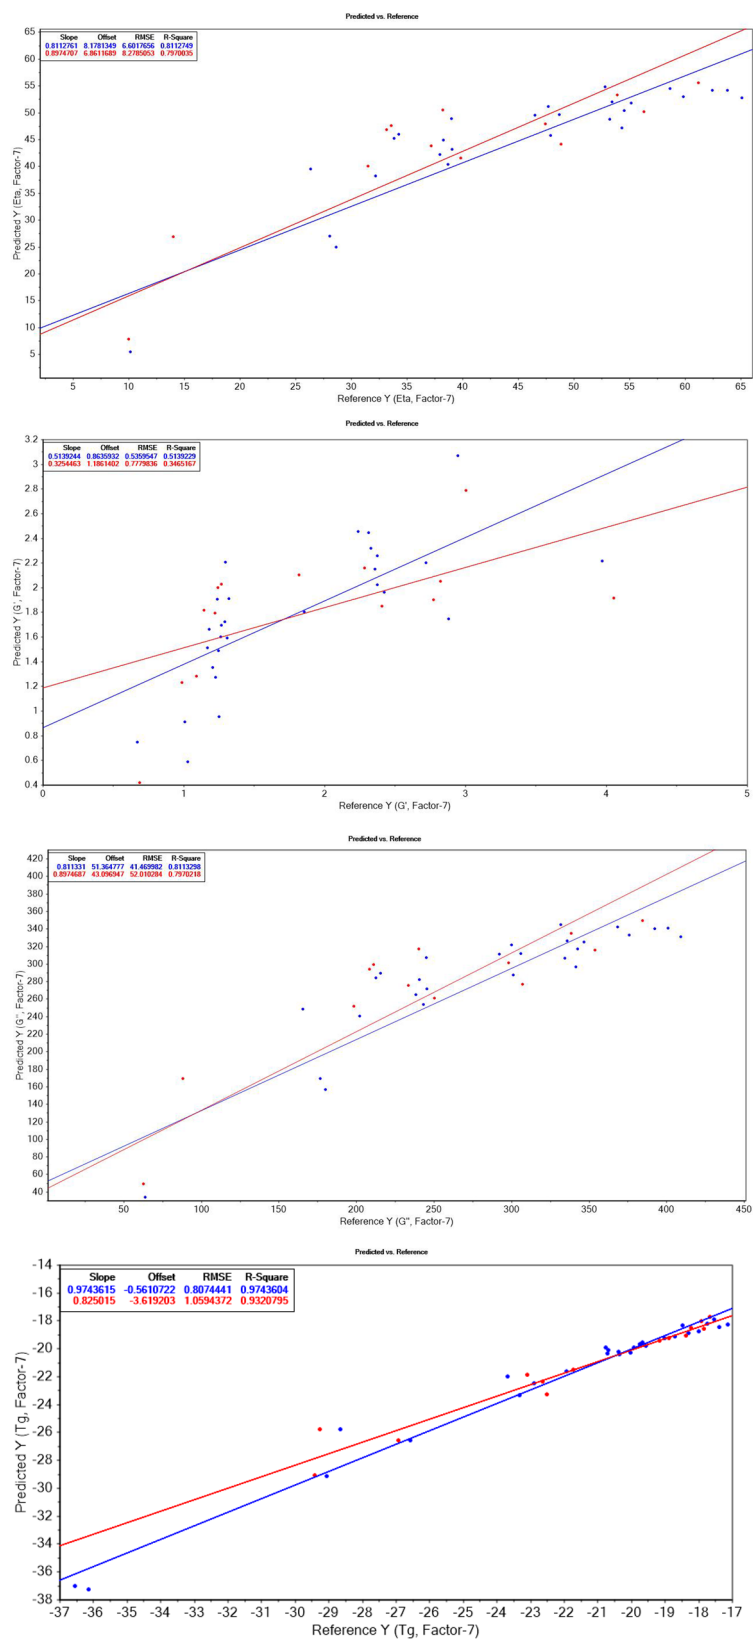 Predicted vs. Reference
Slope Offset RMSE R-Square
0.8112761 8.1781349 6.6017656 0.8112749
0.8974707 6.8611689 8.2785053 0.7970035
65
60
55
50
45
40
35
30
25
20
15
10
5
Predicted Y (Eta, Factor-7)
5 10 15 20 25 30 35 40 45 50 55 60 65
Reference Y (Eta, Factor-7)
Predicted vs. Reference
Slope Offset RMSE R-Square
0.5139244 0.8635932 0.5359547 0.5139229
0.3254463 1.1861402 0.7779836 0.3465167
3.2
3
2.8
2.6
2.4
2.2
2
1.8
1.6
1.4
1.2
1
0.8
0.6
0.4
Predicted Y (G', Factor-7)
0 1 2 3 4 5
Reference Y (G', Factor-7)
Predicted vs. Reference
Slope Offset RMSE R-Square
0.811331 51.364777 41.469982 0.8113298
0.8974687 43.096947 52.010284 0.7970218
420
400
380
360
340
320
300
280
260
240
220
200
180
160
140
120
100
80
60
40
Predicted Y (G'', Factor-7)
50 100 150 200 250 300 350 400 450
Reference Y (G'', Factor-7)
Predicted vs. Reference
Slope Offset RMSE R-Square
0.9743615 -0.5610722 0.8074441 0.9743604
0.825015 -3.619203 1.0594372 0.9320795
-14
-16
-18
-20
-22
-24
-26
-28
-30
-32
-34
-36
-38
Predicted Y (Tg, Factor-7)
-37 -36 -35 -34 -33 -32 -31 -30 -29 -28 -27 -26 -25 -24 -23 -22 -21 -20 -19 -18 -17
Reference Y (Tg, Factor-7)